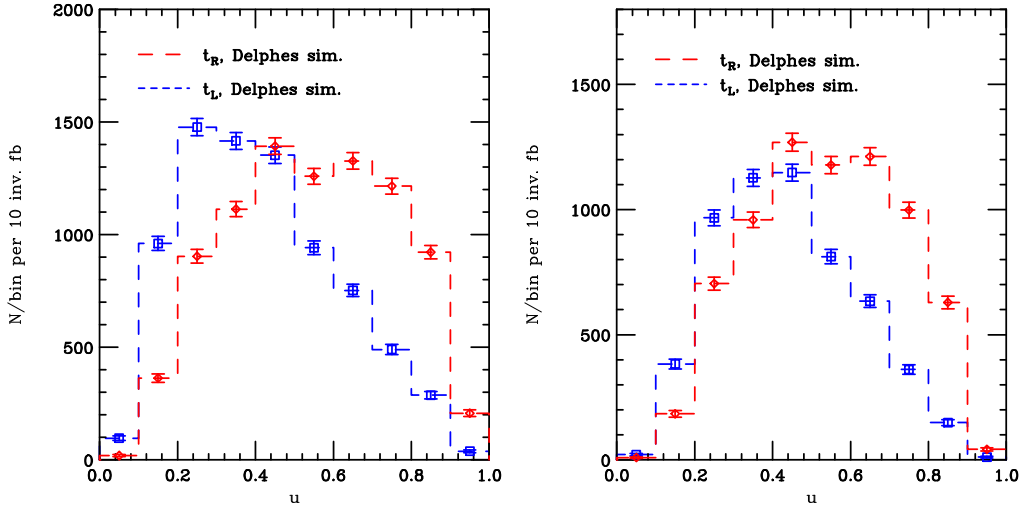 2000
1500
1000
500
0
N/bin per 10 inv. fb
t_R, Delphes sim.
t_L, Delphes sim.
0.0 0.2 0.4 0.6 0.8 1.0
u
1500
1000
500
0
N/bin per 10 inv. fb
t_R, Delphes sim.
t_L, Delphes sim.
0.0 0.2 0.4 0.6 0.8 1.0
u